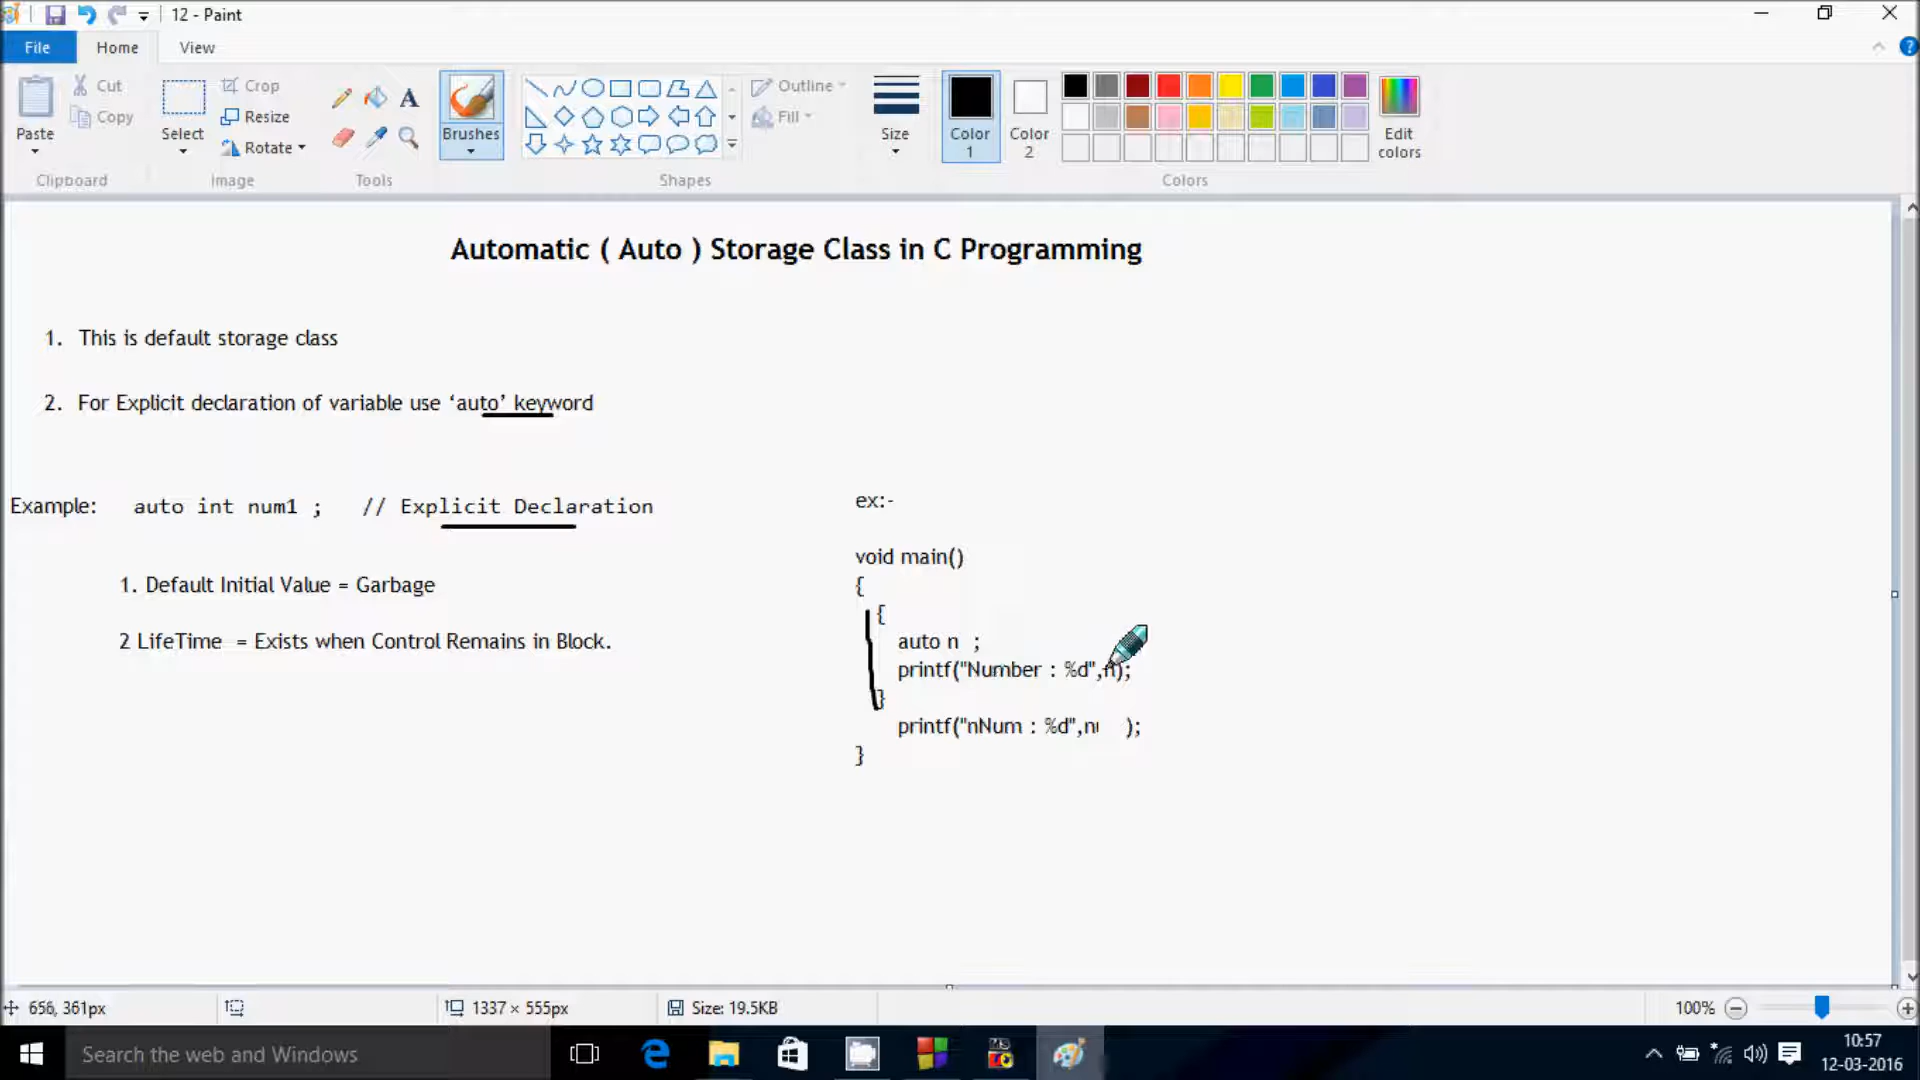 12 - Paint
File Home View
Paste
Cut
Copy
Clipboard
Select
Crop
Resize
Rotate
Image
A
Tools
Brushes
Shapes
Outline
Fill
Size
Color 1
Color 2
Edit colors
Colors
Automatic ( Auto ) Storage Class in C Programming
1. This is default storage class
2. For Explicit declaration of variable use ‘auto’ keyword
Example: auto int num1 ; // Explicit Declaration
1. Default Initial Value = Garbage
2 LifeTime = Exists when Control Remains in Block.
ex:-
void main()
{
{
auto n ;
printf("Number : %d",n);
}
printf("nNum : %d",nu );
}
656, 361px
1337 × 555px
Size: 19.5KB
100%
Search the web and Windows
10:57
12-03-2016